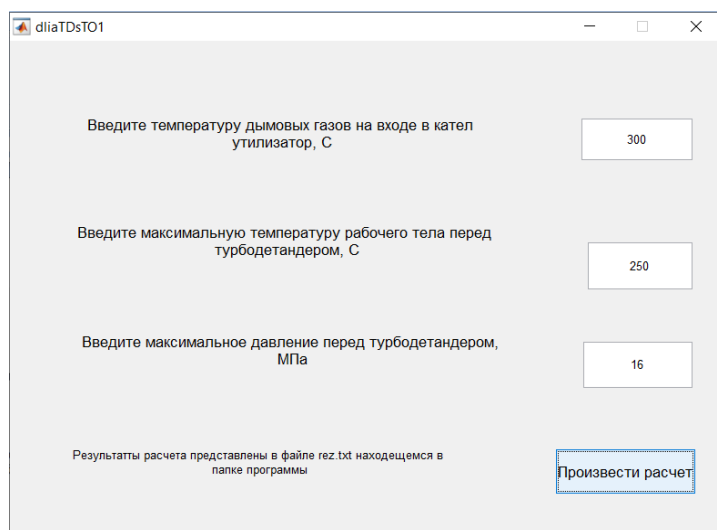 dliaTDsTO1
Введите температуру дымовых газов на входе в кател
утилизатор, С
300
Введите максимальную температуру рабочего тела перед
турбодетандером, С
250
Введите максимальное давление перед турбодетандером,
МПа
16
Результатты расчета представлены в файле rez.txt находещемся в
папке программы
Произвести расчет